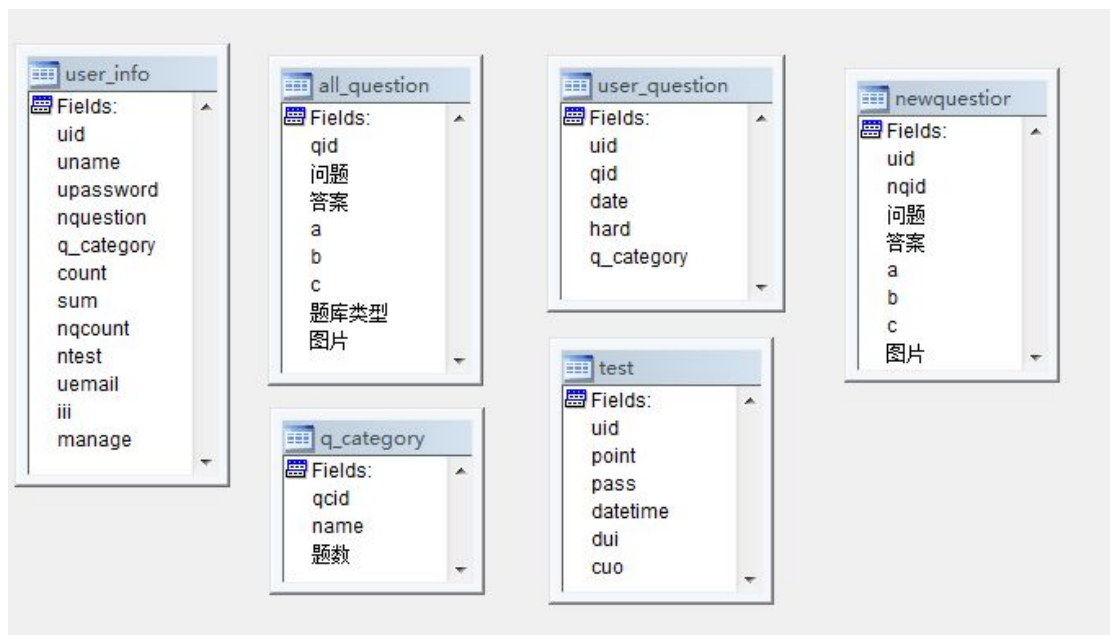 user_info
Fields:
uid
uname
upassword
nquestion
q_category
count
sum
nqcount
ntest
uemail
iii
manage
all_question
Fields:
qid
问题
答案
a
b
c
题库类型
图片
q_category
Fields:
qcid
name
题数
user_question
Fields:
uid
qid
date
hard
q_category
test
Fields:
uid
point
pass
datetime
dui
cuo
newquestior
Fields:
uid
nqid
问题
答案
a
b
c
图片